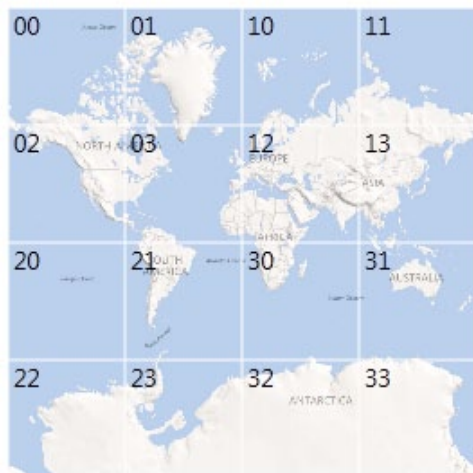 00 01 10 11
02 03 12 13
NORTH AMERICA
EUROPE
ASIA
AFRICA
20 21 30 31
SOUTH
AMERICA
AUSTRALIA
22 23 32 33
ANTARCTICA